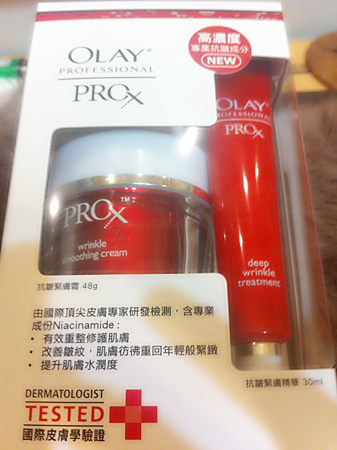 OLAY®
PROFESSIONAL
PROX
高濃度
專業抗皺成分
NEW
OLAY
PROFESSIONAL
PROX
deep
wrinkle
treatment
PROX™
wrinkle
smoothing cream
抗皺緊膚霜 48g
由國際頂尖皮膚專家研發檢測，含專業
成份Niacinamide :
• 有效重整修護肌膚
• 改善皺紋，肌膚彷彿重回年輕般緊緻
• 提升肌膚水潤度
抗皺緊膚精華 30ml
DERMATOLOGIST
TESTED
國際皮膚學驗證